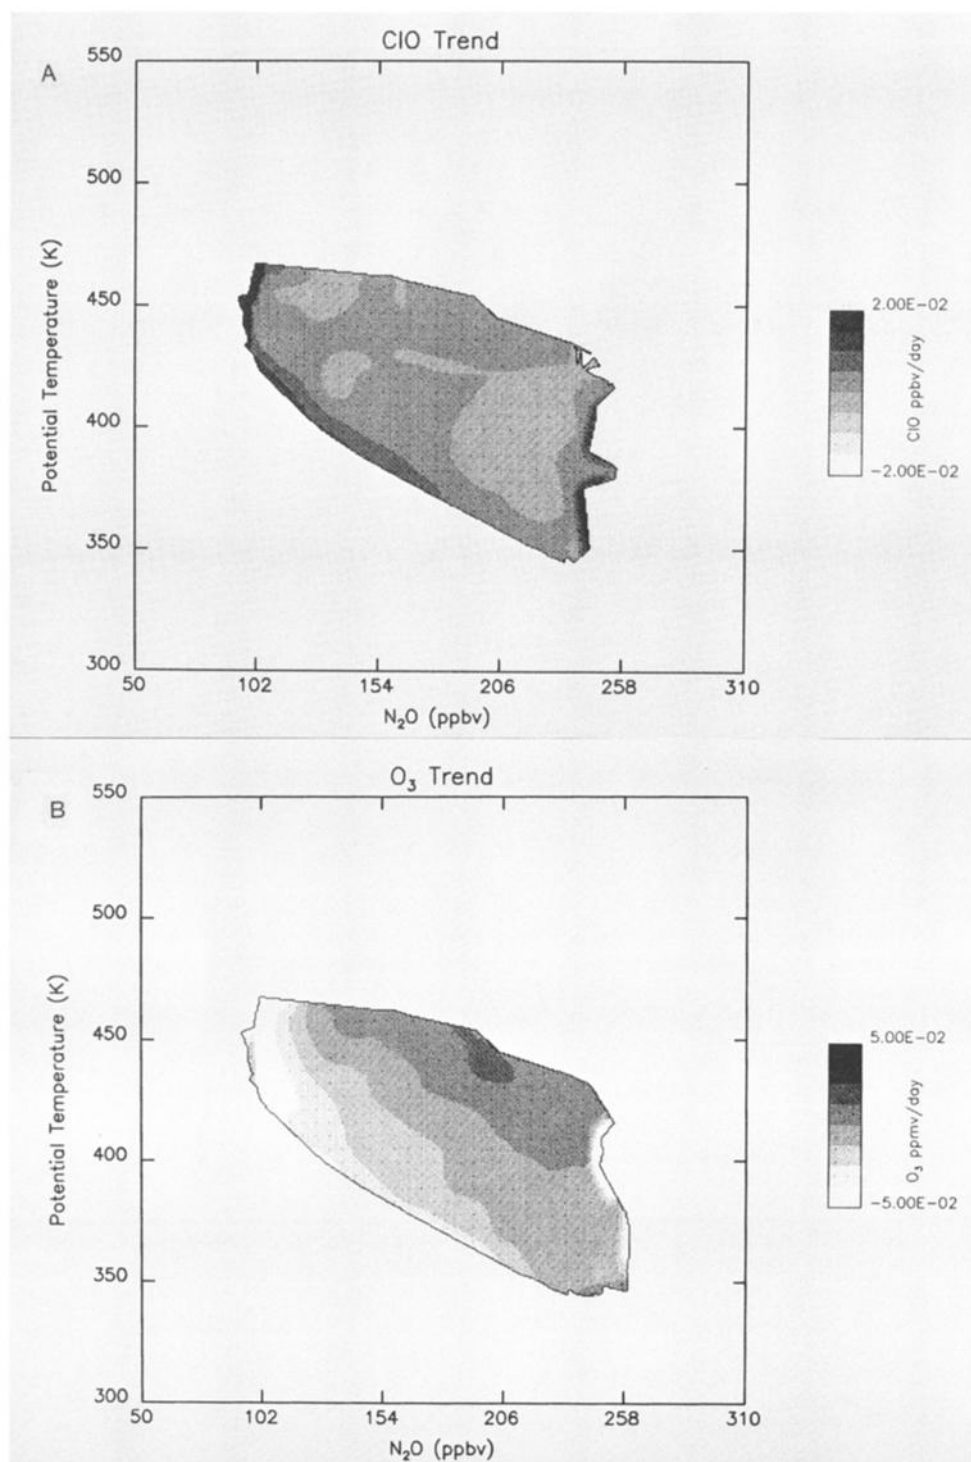 ClO Trend
A
550
500
450
400
350
300
50 102 154 206 258 310
N₂O (ppbv)
Potential Temperature (K)
2.00E-02
ClO ppbv/day
-2.00E-02
O₃ Trend
B
550
500
450
400
350
300
50 102 154 206 258 310
N₂O (ppbv)
Potential Temperature (K)
5.00E-02
O₃ ppmv/day
-5.00E-02